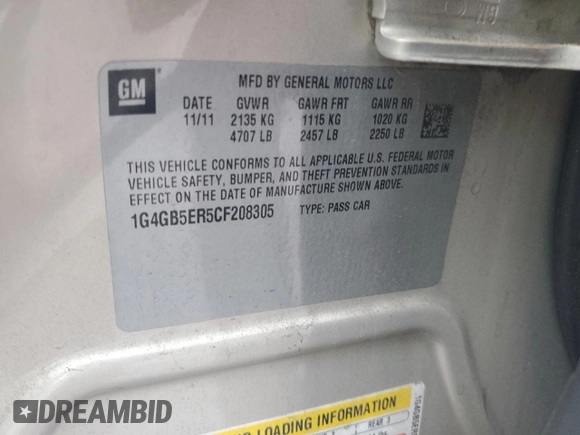 GM
MFD BY GENERAL MOTORS LLC
DATE GVWR GAWR FRT GAWR RR
11/11 2135 KG 1115 KG 1020 KG
4707 LB 2457 LB 2250 LB
THIS VEHICLE CONFORMS TO ALL APPLICABLE U.S. FEDERAL MOTOR
VEHICLE SAFETY, BUMPER, AND THEFT PREVENTION STANDARDS IN
EFFECT ON THE DATE OF MANUFACTURE SHOWN ABOVE.
1G4GB5ER5CF208305 TYPE: PASS CAR
LOADING INFORMATION
REAR 3
DREAMBID